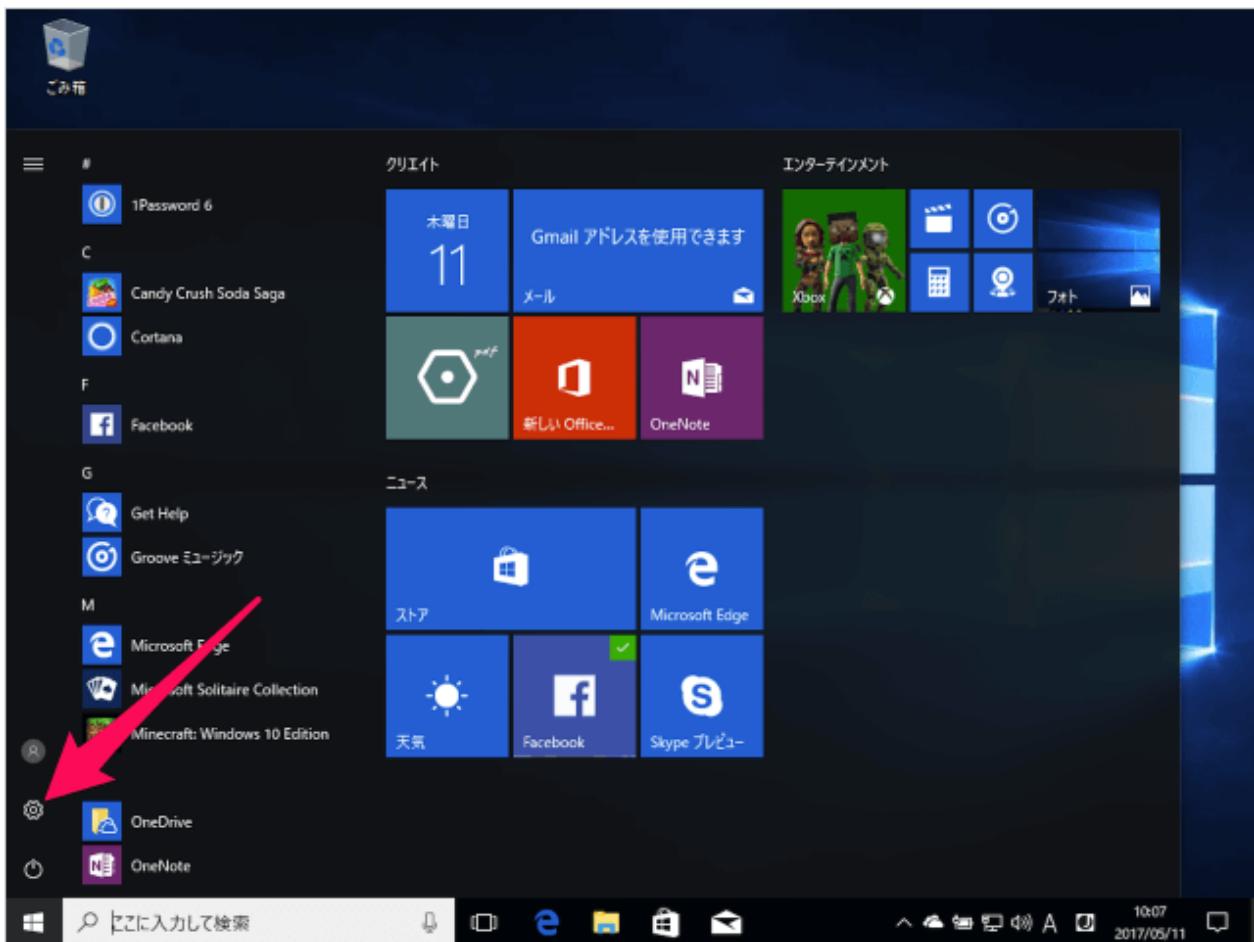 ごみ箱
#
1Password 6
C
Candy Crush Soda Saga
Cortana
F
Facebook
G
Get Help
Groove ミュージック
M
Microsoft Edge
Microsoft Solitaire Collection
Minecraft: Windows 10 Edition
OneDrive
OneNote
クリエイト
木曜日
11
Gmail アドレスを使用できます
メール
pdf
新しい Office...
OneNote
ニュース
ストア
Microsoft Edge
天気
Facebook
Skype プレビュー
エンターテインメント
Xbox
フォト
ここに入力して検索
A
J
10:07
2017/05/11